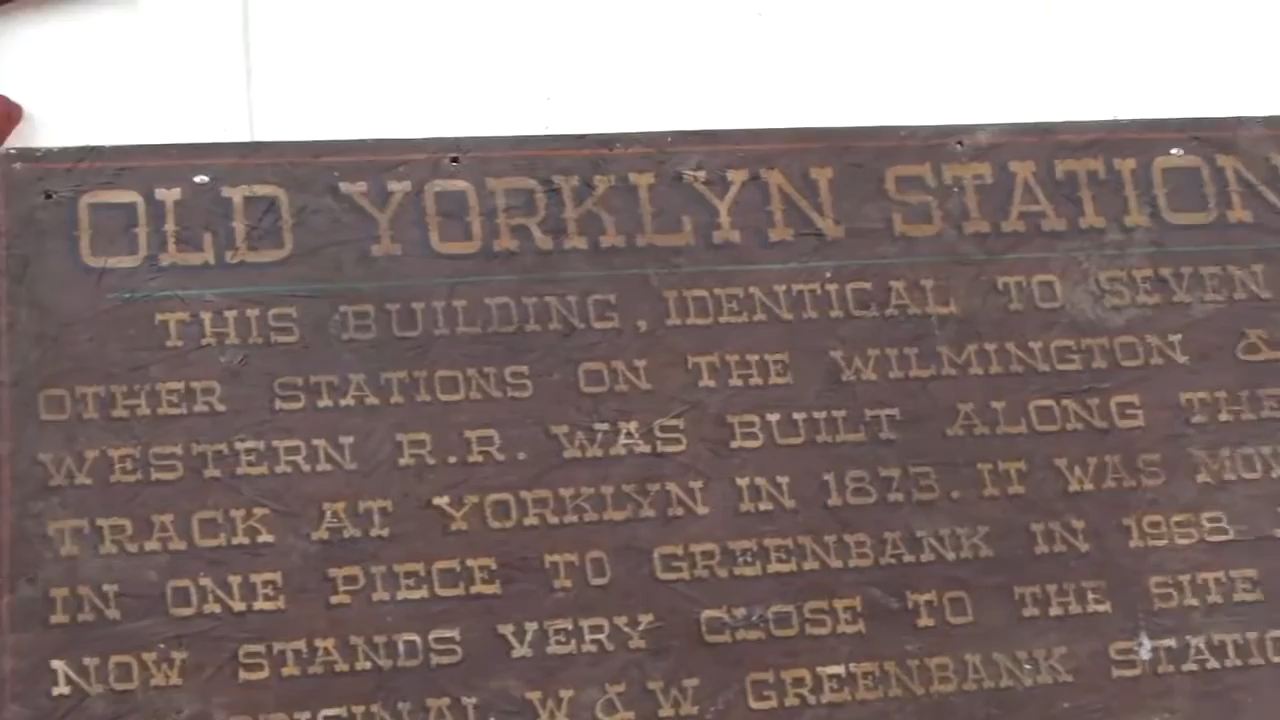 OLD YORKLYN STATION
THIS BUILDING, IDENTICAL TO SEVEN
OTHER STATIONS ON THE WILMINGTON &
WESTERN R.R. WAS BUILT ALONG THE
TRACK AT YORKLYN IN 1873. IT WAS
IN ONE PIECE TO GREENBANK IN 1968
NOW STANDS VERY CLOSE TO THE SITE
ORIGINAL W & W GREENBANK